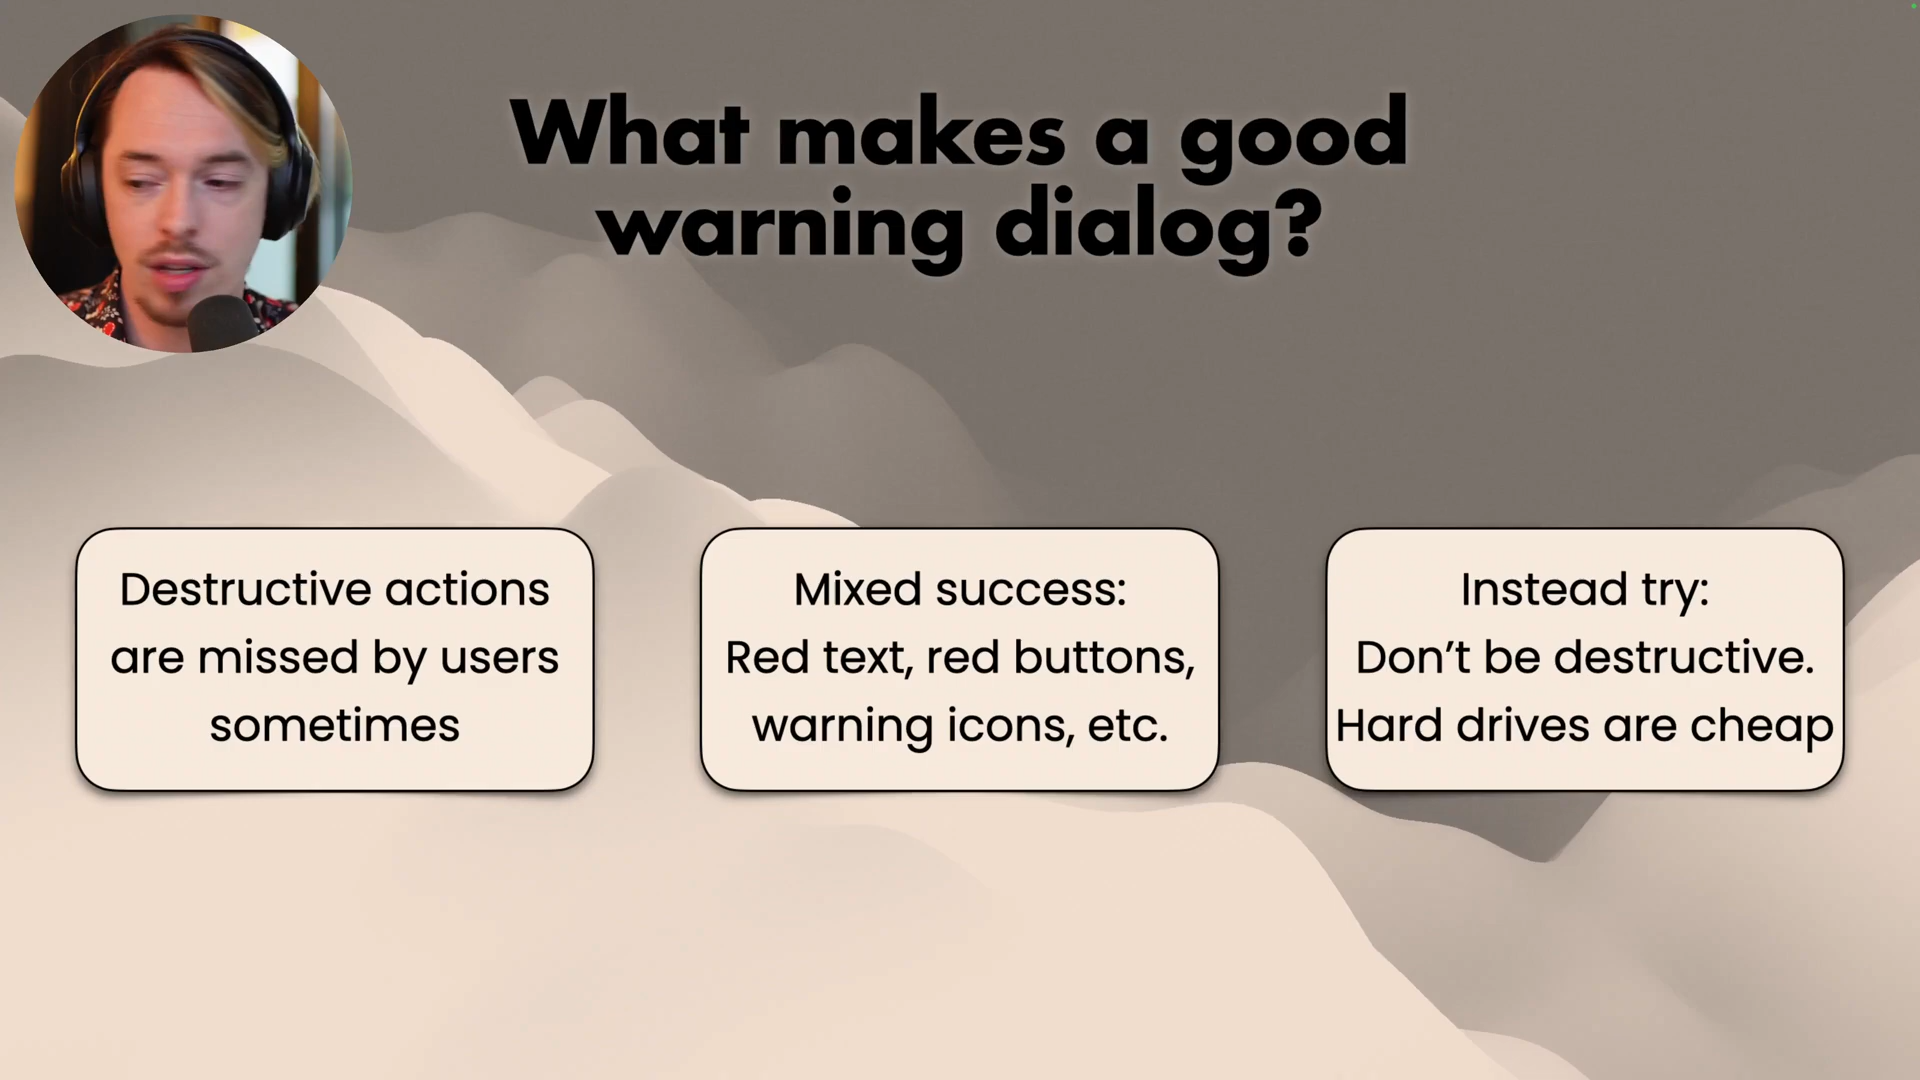 What makes a good
warning dialog?
Destructive actions
are missed by users
sometimes
Mixed success:
Red text, red buttons,
warning icons, etc.
Instead try:
Don’t be destructive.
Hard drives are cheap